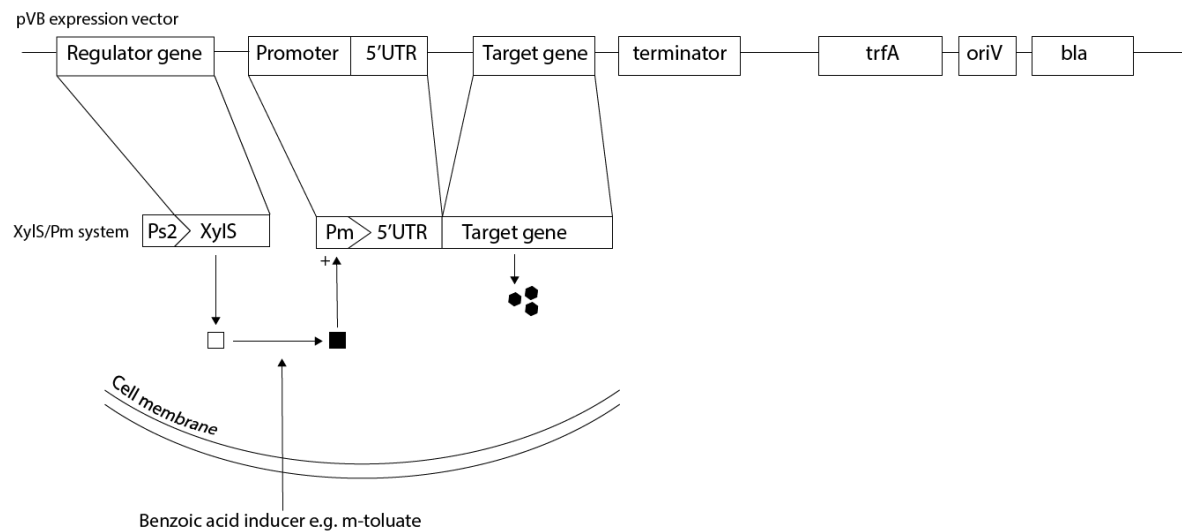 pVB expression vector
Regulator gene Promoter 5'UTR Target gene terminator trfA oriV bla
XylS/Pm system Ps2 XylS Pm 5'UTR Target gene
+
Cell membrane
Benzoic acid inducer e.g. m-toluate